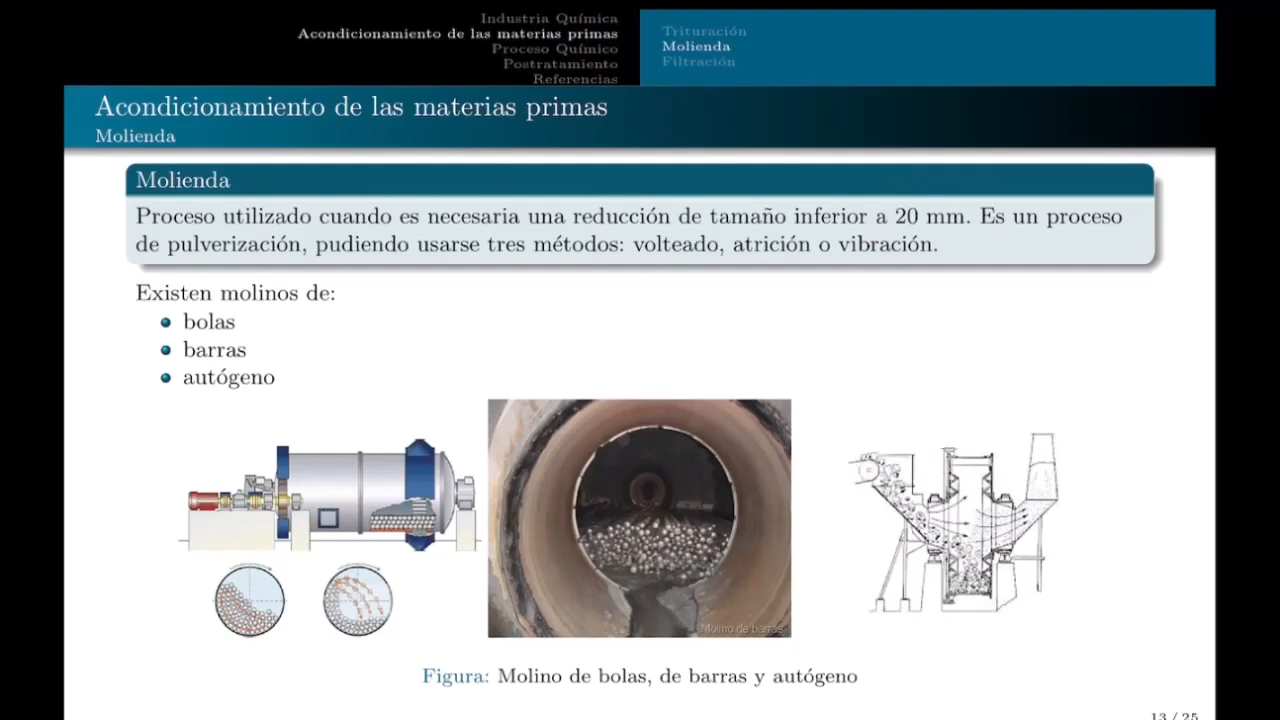 Industria Química
Acondicionamiento de las materias primas
Proceso Químico
Postratamiento
Referencias
Trituración
Molienda
Filtración
Acondicionamiento de las materias primas
Molienda
Molienda
Proceso utilizado cuando es necesaria una reducción de tamaño inferior a 20 mm. Es un proceso
de pulverización, pudiendo usarse tres métodos: volteado, atrición o vibración.
Existen molinos de:
bolas
barras
autógeno
Molino de barras
Figura: Molino de bolas, de barras y autógeno
13 / 25